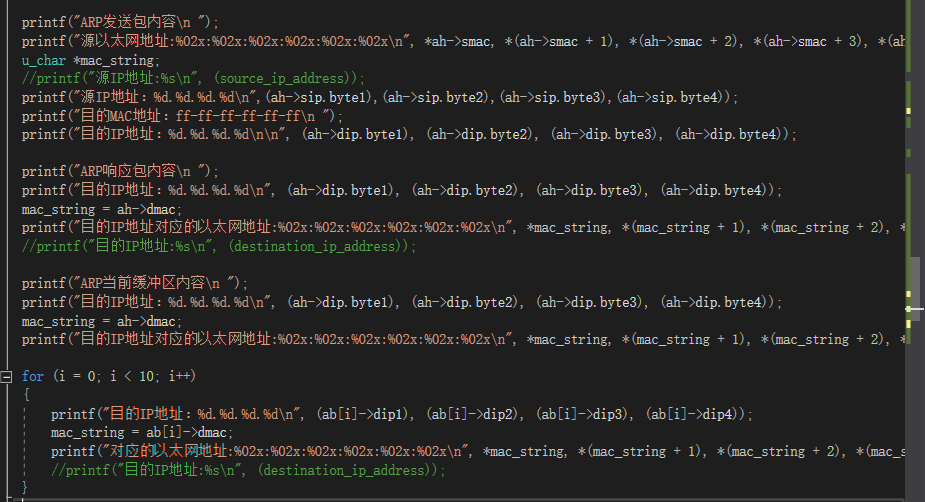 printf("ARP发送包内容\n ");
printf("源以太网地址:%02x:%02x:%02x:%02x:%02x:%02x\n", *ah->smac, *(ah->smac + 1), *(ah->smac + 2), *(ah->smac + 3), *(ah
u_char *mac_string;
//printf("源IP地址:%s\n", (source_ip_address));
printf("源IP地址：%d.%d.%d.%d\n",(ah->sip.byte1),(ah->sip.byte2),(ah->sip.byte3),(ah->sip.byte4));
printf("目的MAC地址：ff-ff-ff-ff-ff-ff\n ");
printf("目的IP地址：%d.%d.%d.%d\n\n", (ah->dip.byte1), (ah->dip.byte2), (ah->dip.byte3), (ah->dip.byte4));
printf("ARP响应包内容\n ");
printf("目的IP地址：%d.%d.%d.%d\n", (ah->dip.byte1), (ah->dip.byte2), (ah->dip.byte3), (ah->dip.byte4));
mac_string = ah->dmac;
printf("目的IP地址对应的以太网地址:%02x:%02x:%02x:%02x:%02x:%02x\n", *mac_string, *(mac_string + 1), *(mac_string + 2), *
//printf("目的IP地址:%s\n", (destination_ip_address));
printf("ARP当前缓冲区内容\n ");
printf("目的IP地址：%d.%d.%d.%d\n", (ah->dip.byte1), (ah->dip.byte2), (ah->dip.byte3), (ah->dip.byte4));
mac_string = ah->dmac;
printf("目的IP地址对应的以太网地址:%02x:%02x:%02x:%02x:%02x:%02x\n", *mac_string, *(mac_string + 1), *(mac_string + 2), *
for (i = 0; i < 10; i++)
{
printf("目的IP地址：%d.%d.%d.%d\n", (ab[i]->dip1), (ab[i]->dip2), (ab[i]->dip3), (ab[i]->dip4));
mac_string = ab[i]->dmac;
printf("对应的以太网地址:%02x:%02x:%02x:%02x:%02x:%02x\n", *mac_string, *(mac_string + 1), *(mac_string + 2), *(mac_s
//printf("目的IP地址:%s\n", (destination_ip_address));
}